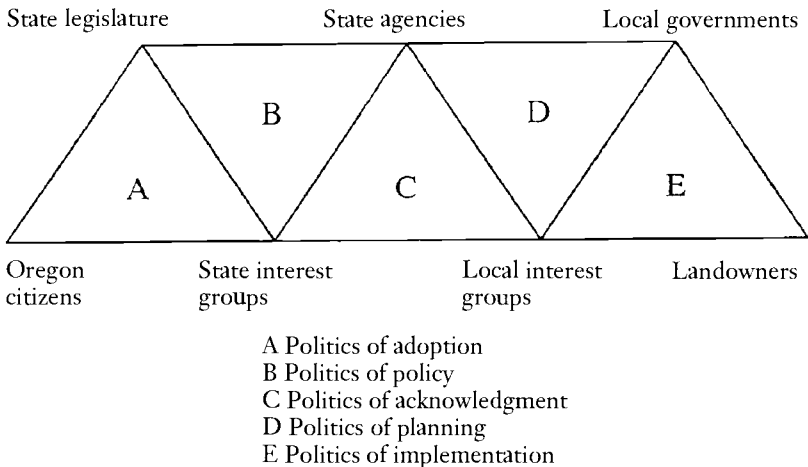 State legislature State agencies Local governments
B D
A C E
Oregon citizens State interest groups Local interest groups Landowners
A Politics of adoption
B Politics of policy
C Politics of acknowledgment
D Politics of planning
E Politics of implementation